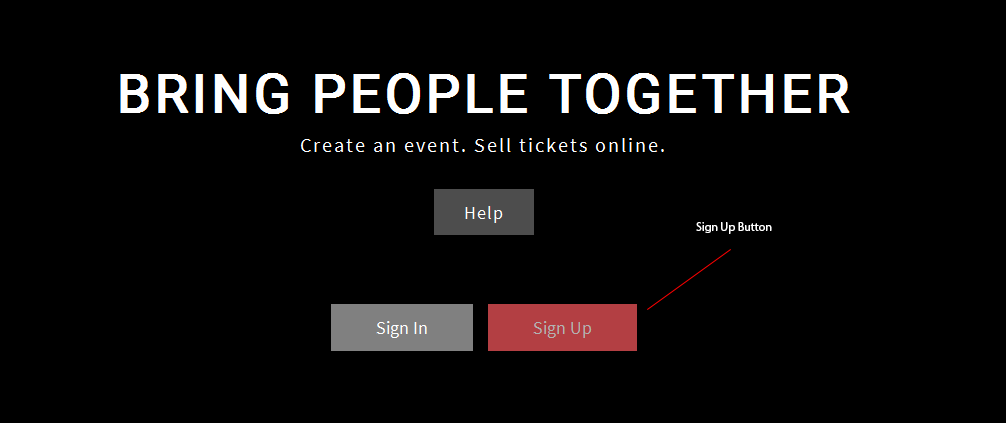 BRING PEOPLE TOGETHER
Create an event. Sell tickets online.
Help
Sign Up Button
Sign In
Sign Up